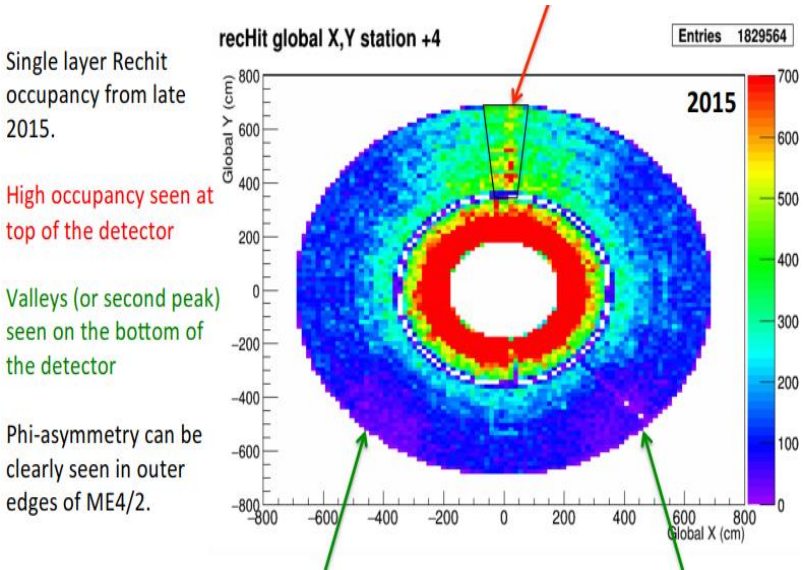 recHit global X,Y station +4
Entries 1829564
Single layer Rechit
occupancy from late
2015.
High occupancy seen at
top of the detector
Valleys (or second peak)
seen on the bottom of
the detector
Phi-asymmetry can be
clearly seen in outer
edges of ME4/2.
Global Y (cm)
800
600
400
200
0
−200
−400
−600
−800
2015
700
600
500
400
300
200
100
0
−800 −600 −400 −200 0 200 400 600 800
Global X (cm)